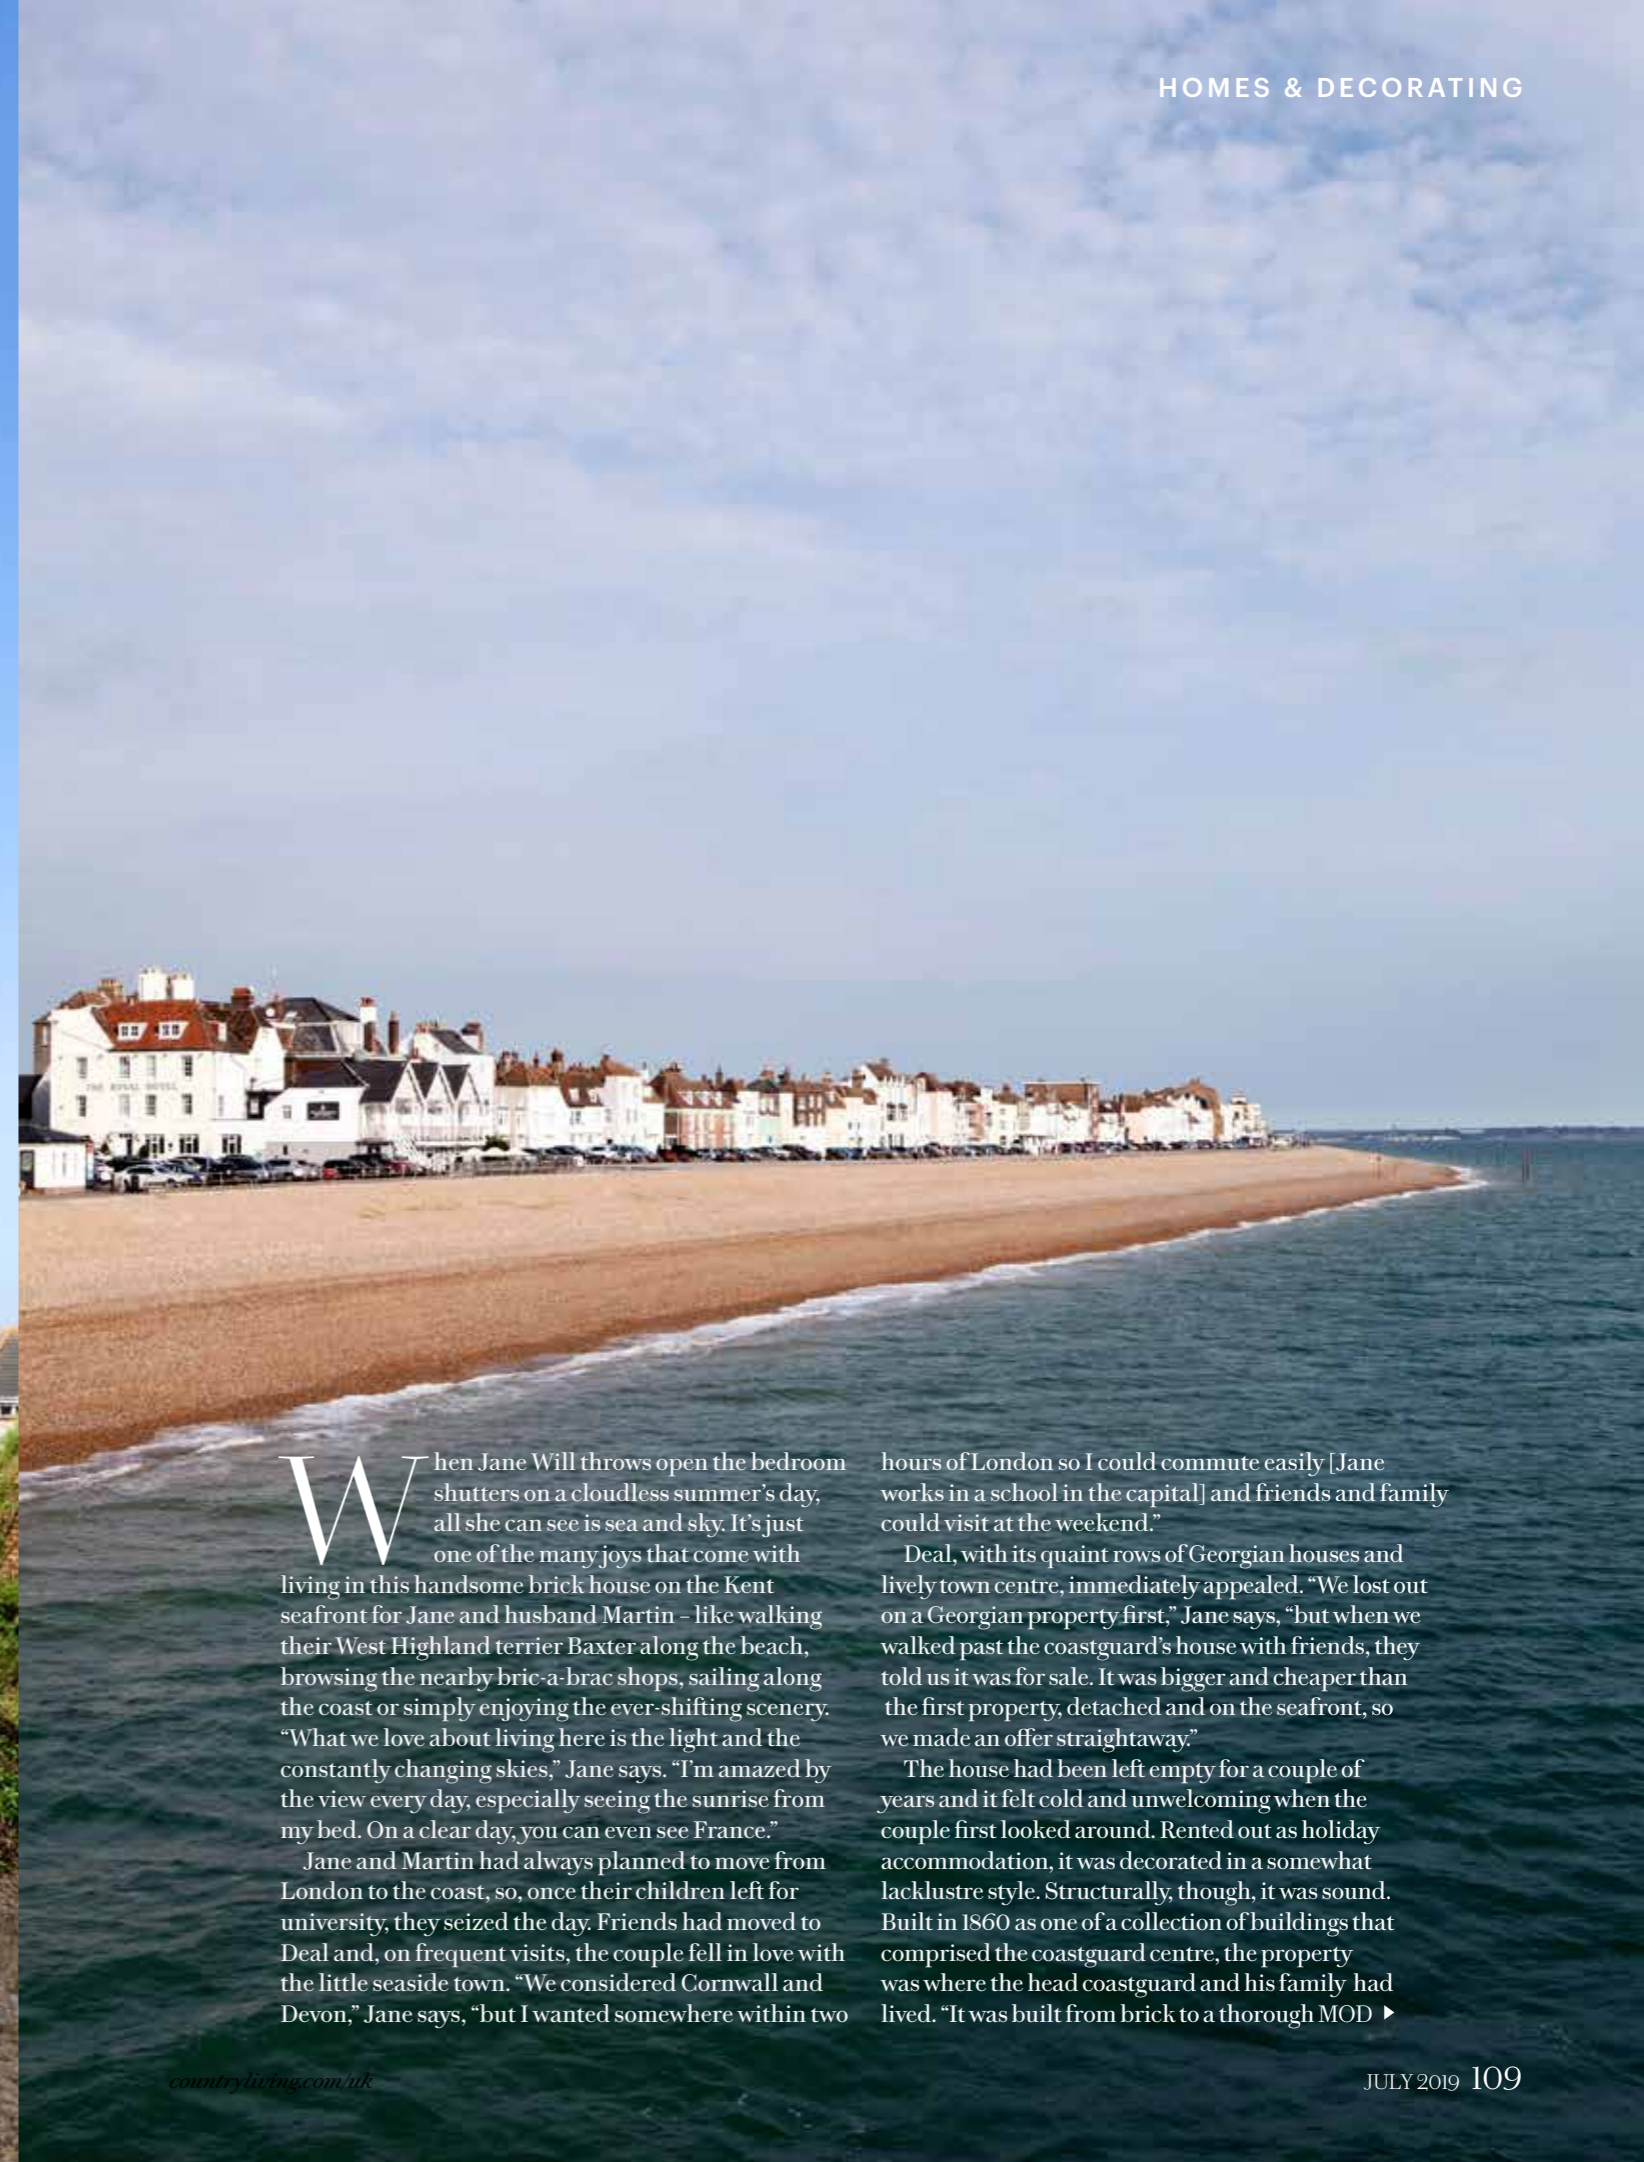 HOMES & DECORATING
THE ROYAL HOTEL
When Jane Will throws open the bedroom
shutters on a cloudless summer's day,
all she can see is sea and sky. It's just
one of the many joys that come with
living in this handsome brick house on the Kent
seafront for Jane and husband Martin – like walking
their West Highland terrier Baxter along the beach,
browsing the nearby bric-a-brac shops, sailing along
the coast or simply enjoying the ever-shifting scenery.
“What we love about living here is the light and the
constantly changing skies,” Jane says. “I'm amazed by
the view every day, especially seeing the sunrise from
my bed. On a clear day, you can even see France.”
Jane and Martin had always planned to move from
London to the coast, so, once their children left for
university, they seized the day. Friends had moved to
Deal and, on frequent visits, the couple fell in love with
the little seaside town. “We considered Cornwall and
Devon,” Jane says, “but I wanted somewhere within two
hours of London so I could commute easily [Jane
works in a school in the capital] and friends and family
could visit at the weekend.”
Deal, with its quaint rows of Georgian houses and
lively town centre, immediately appealed. “We lost out
on a Georgian property first,” Jane says, “but when we
walked past the coastguard's house with friends, they
told us it was for sale. It was bigger and cheaper than
the first property, detached and on the seafront, so
we made an offer straightaway.”
The house had been left empty for a couple of
years and it felt cold and unwelcoming when the
couple first looked around. Rented out as holiday
accommodation, it was decorated in a somewhat
lacklustre style. Structurally, though, it was sound.
Built in 1860 as one of a collection of buildings that
comprised the coastguard centre, the property
was where the head coastguard and his family had
lived. “It was built from brick to a thorough MOD
countryliving.com/uk
JULY 2019 109